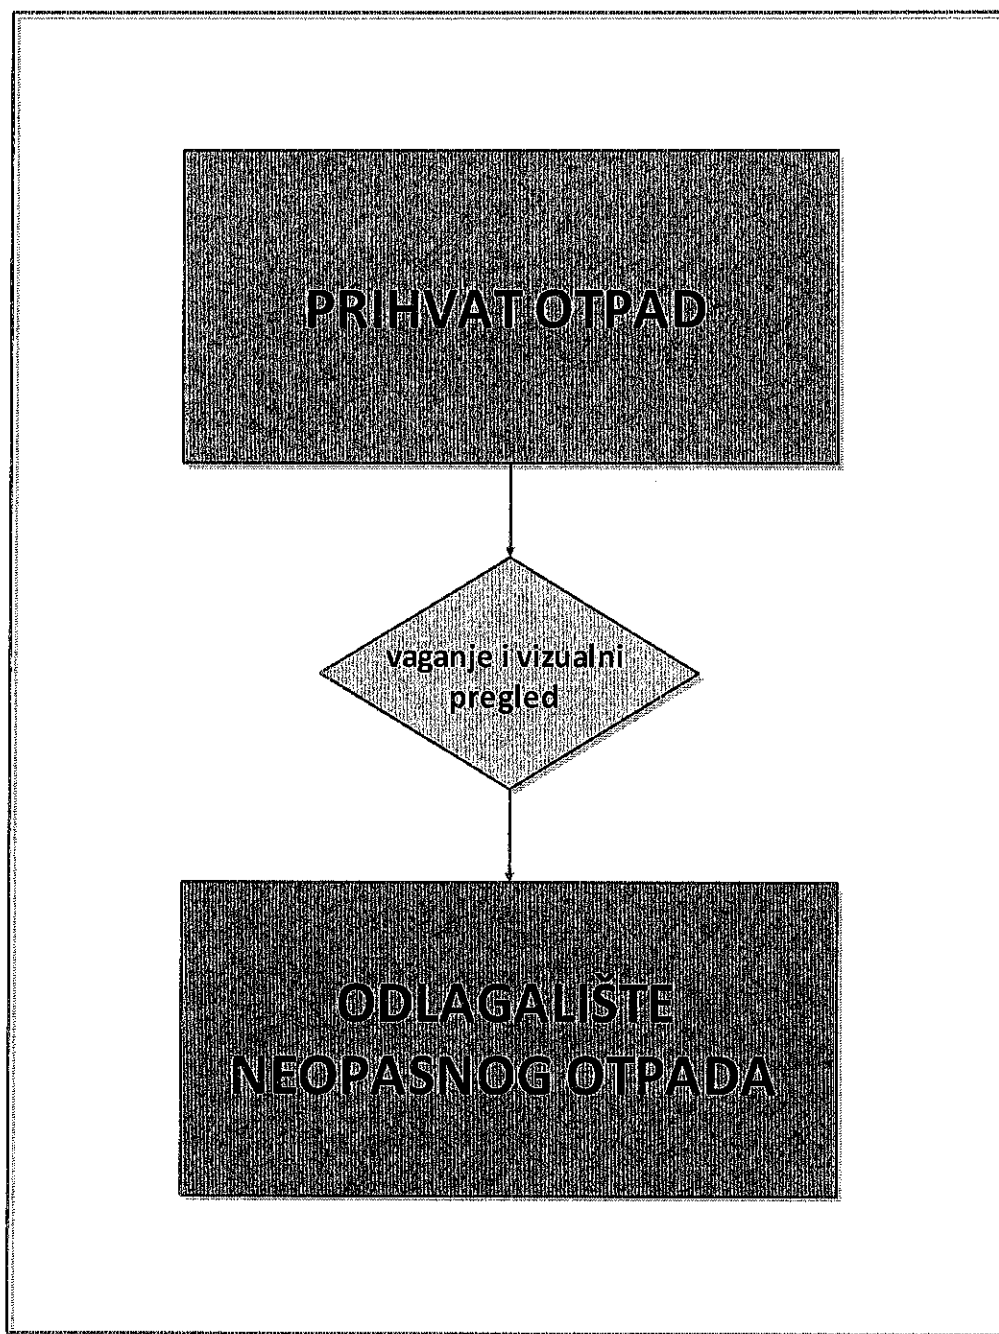 PRIHVAT OTPAD
vaganje i vizualni
pregled
ODLAGALIŠTE
NEOPASNOG OTPADA